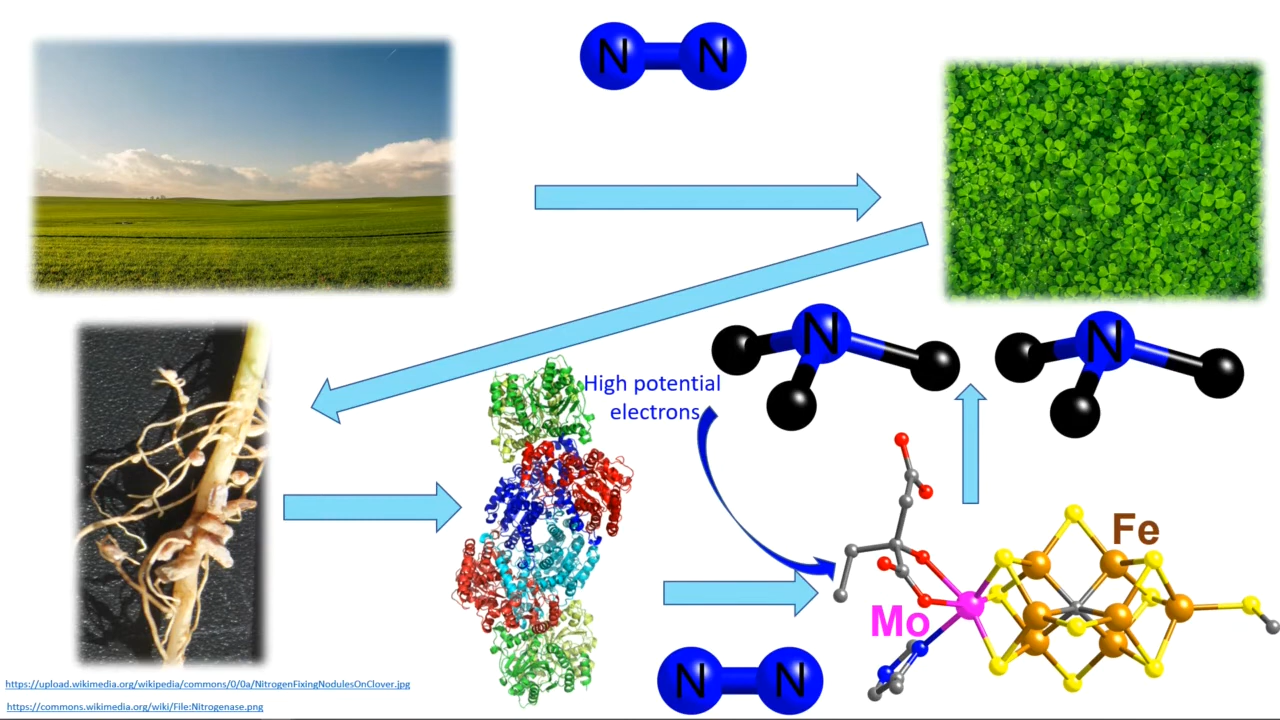 N N
N N
High potential
electrons
Fe
Mo
N N
https://upload.wikimedia.org/wikipedia/commons/0/0a/NitrogenFixingNodulesOnClover.jpg
https://commons.wikimedia.org/wiki/File:Nitrogenase.png